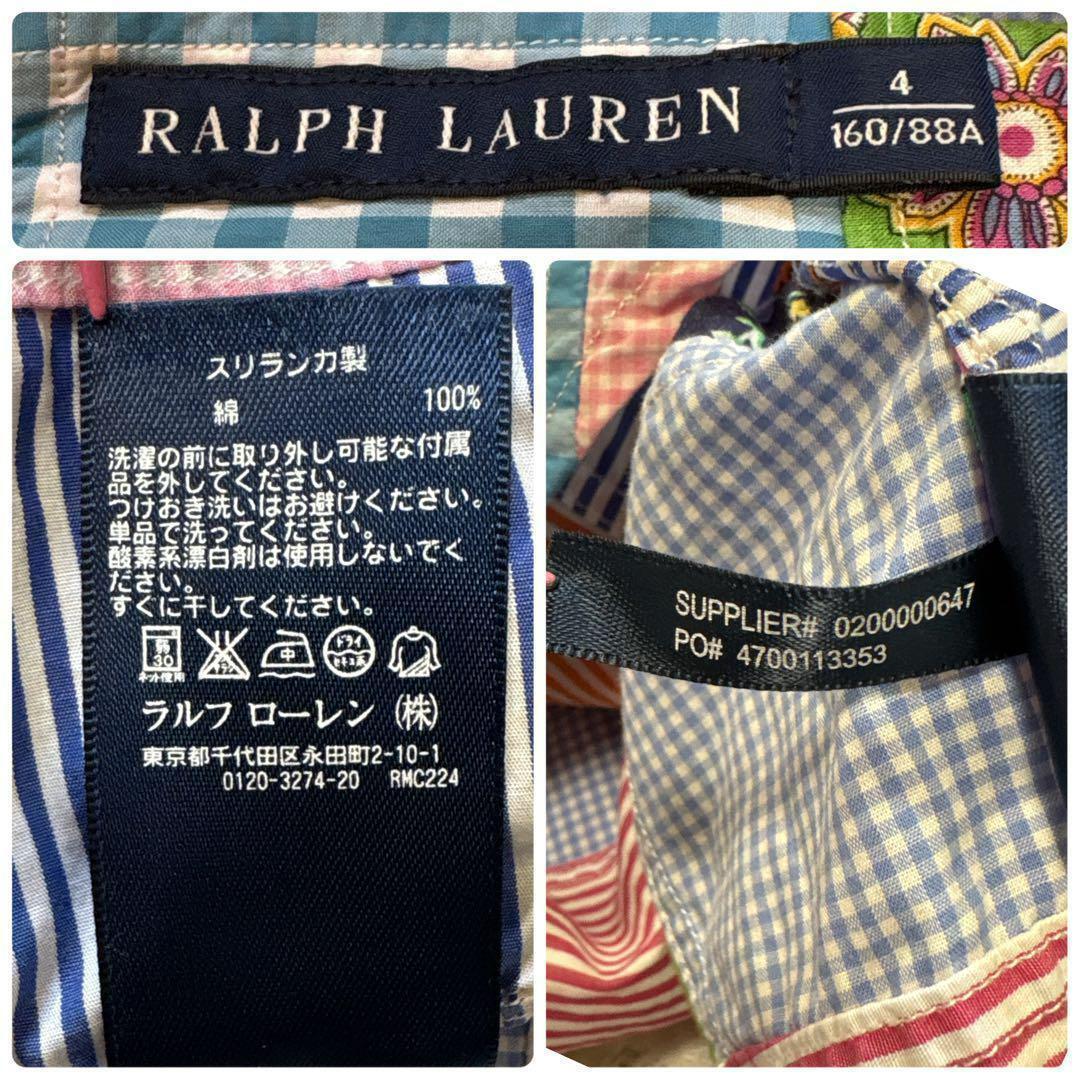 RALPH LAUREN
4
160/88A
スリランカ製
綿 100%
洗濯の前に取り外し可能な付属
品を外してください。
つけおき洗いはお避けください。
単品で洗ってください。
酸素系漂白剤は使用しないでく
ださい。
すぐに干してください。
弱
30
ネット使用
中
ドライ
セキユ系
ラルフ ローレン (株)
東京都千代田区永田町2-10-1
0120-3274-20 RMC224
SUPPLIER# 0200000647
PO# 4700113353